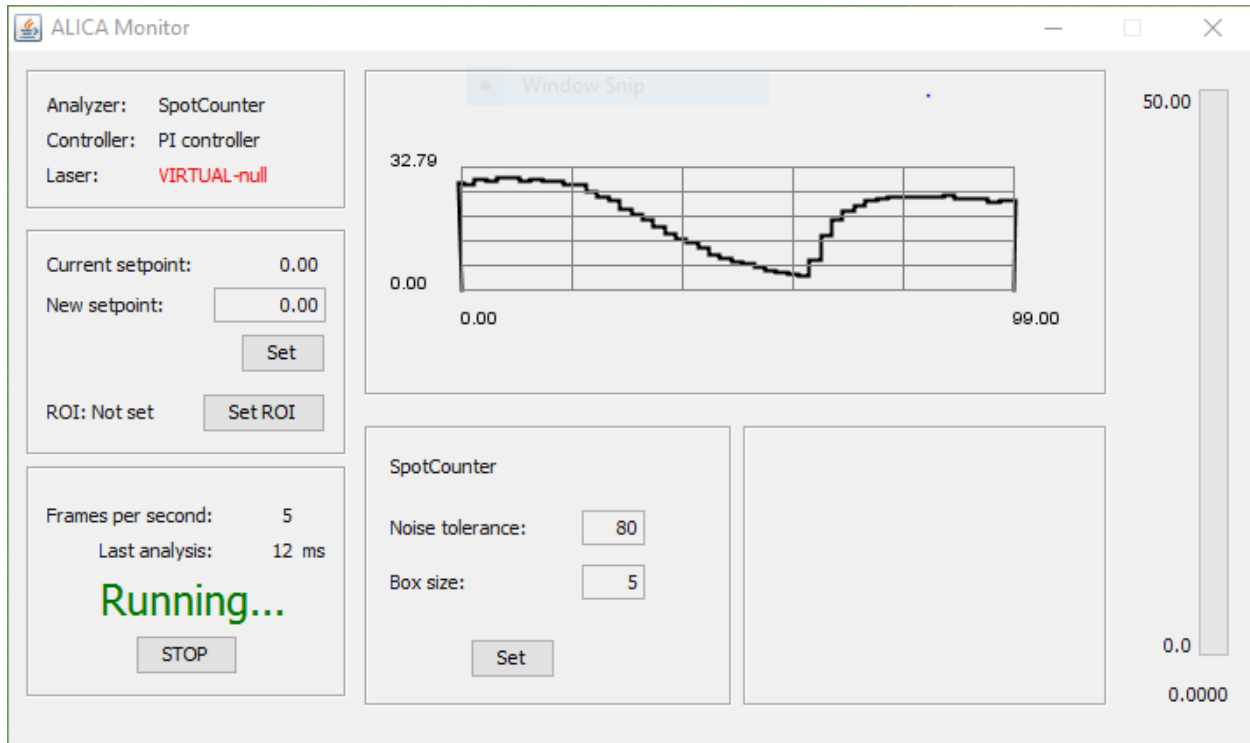 ALICA Monitor
Analyzer: SpotCounter
Controller: PI controller
Laser: VIRTUAL-null
Current setpoint: 0.00
New setpoint: 0.00
Set
ROI: Not set Set ROI
Frames per second: 5
Last analysis: 12 ms
Running...
STOP
Window Snip
32.79
0.00
0.00 99.00
SpotCounter
Noise tolerance: 80
Box size: 5
Set
50.00
0.0
0.0000